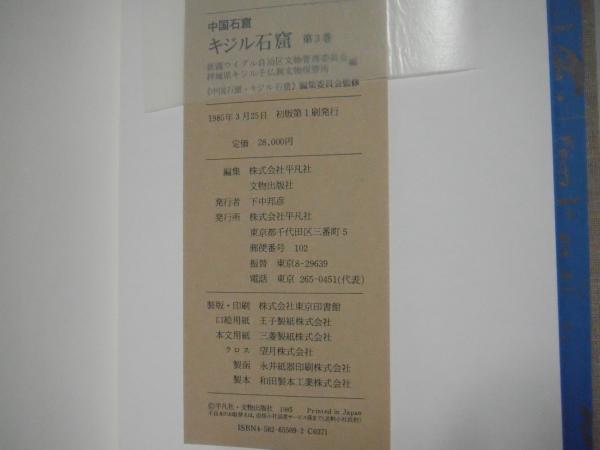 中国石窟
キジル石窟 第3巻
新疆ウイグル自治区文物管理委員会
拝城県キジル千仏洞文物保管所
編
《中国石窟・キジル石窟》編集委員会監修
1985年3月25日 初版第1刷発行
定価 28,000円
編集 株式会社平凡社
文物出版社
発行者 下中邦彦
発行所 株式会社平凡社
東京都千代田区三番町5
郵便番号 102
振替 東京8-29639
電話 東京 265-0451(代表)
製版・印刷 株式会社東京印書館
口絵用紙 王子製紙株式会社
本文用紙 三菱製紙株式会社
クロス 望月株式会社
製函 永井紙器印刷株式会社
製本 和田製本工業株式会社
©平凡社・文物出版社 1985 Printed in Japan
ISBN4-582-65509-2 C0371